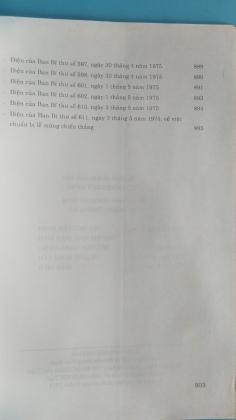 - Điện của Ban Bí thư số 597, ngày 30 tháng 4 năm 1975 889
- Điện của Ban Bí thư số 598, ngày 30 tháng 4 năm 1975 890
- Điện của Ban Bí thư số 601, ngày 1 tháng 5 năm 1975 891
- Điện của Ban Bí thư số 602, ngày 1 tháng 5 năm 1975 893
- Điện của Ban Bí thư số 610, ngày 3 tháng 5 năm 1975 894
- Điện của Ban Bí thư số 611, ngày 3 tháng 5 năm 1975, về việc
chuẩn bị lễ mừng chiến thắng 895
903